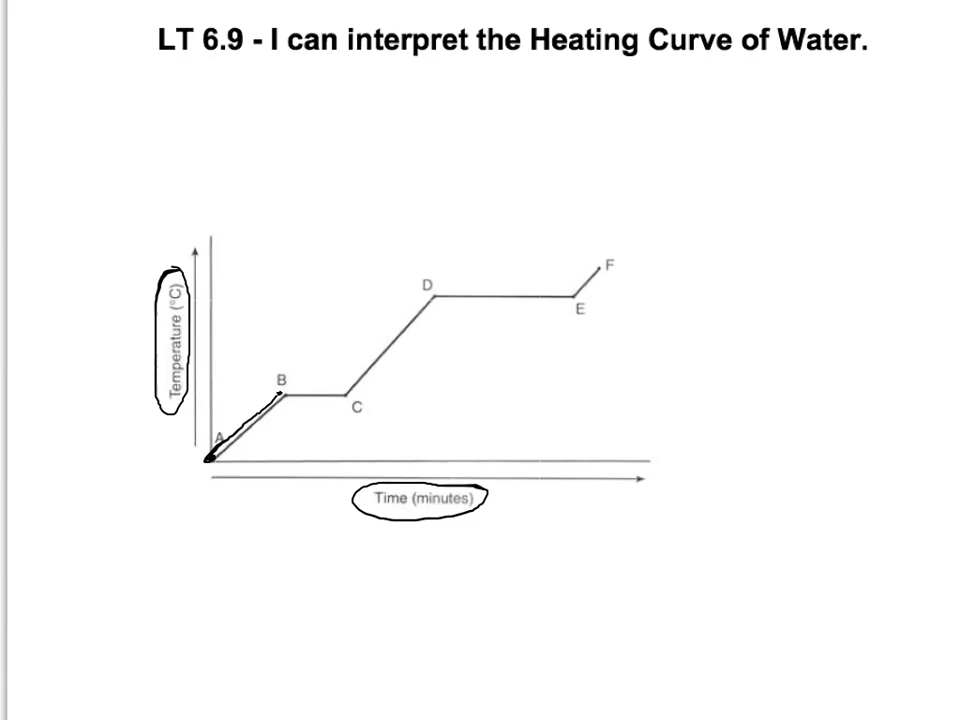 LT 6.9 - I can interpret the Heating Curve of Water.
Temperature (°C)
F
D
E
B
C
A
Time (minutes)